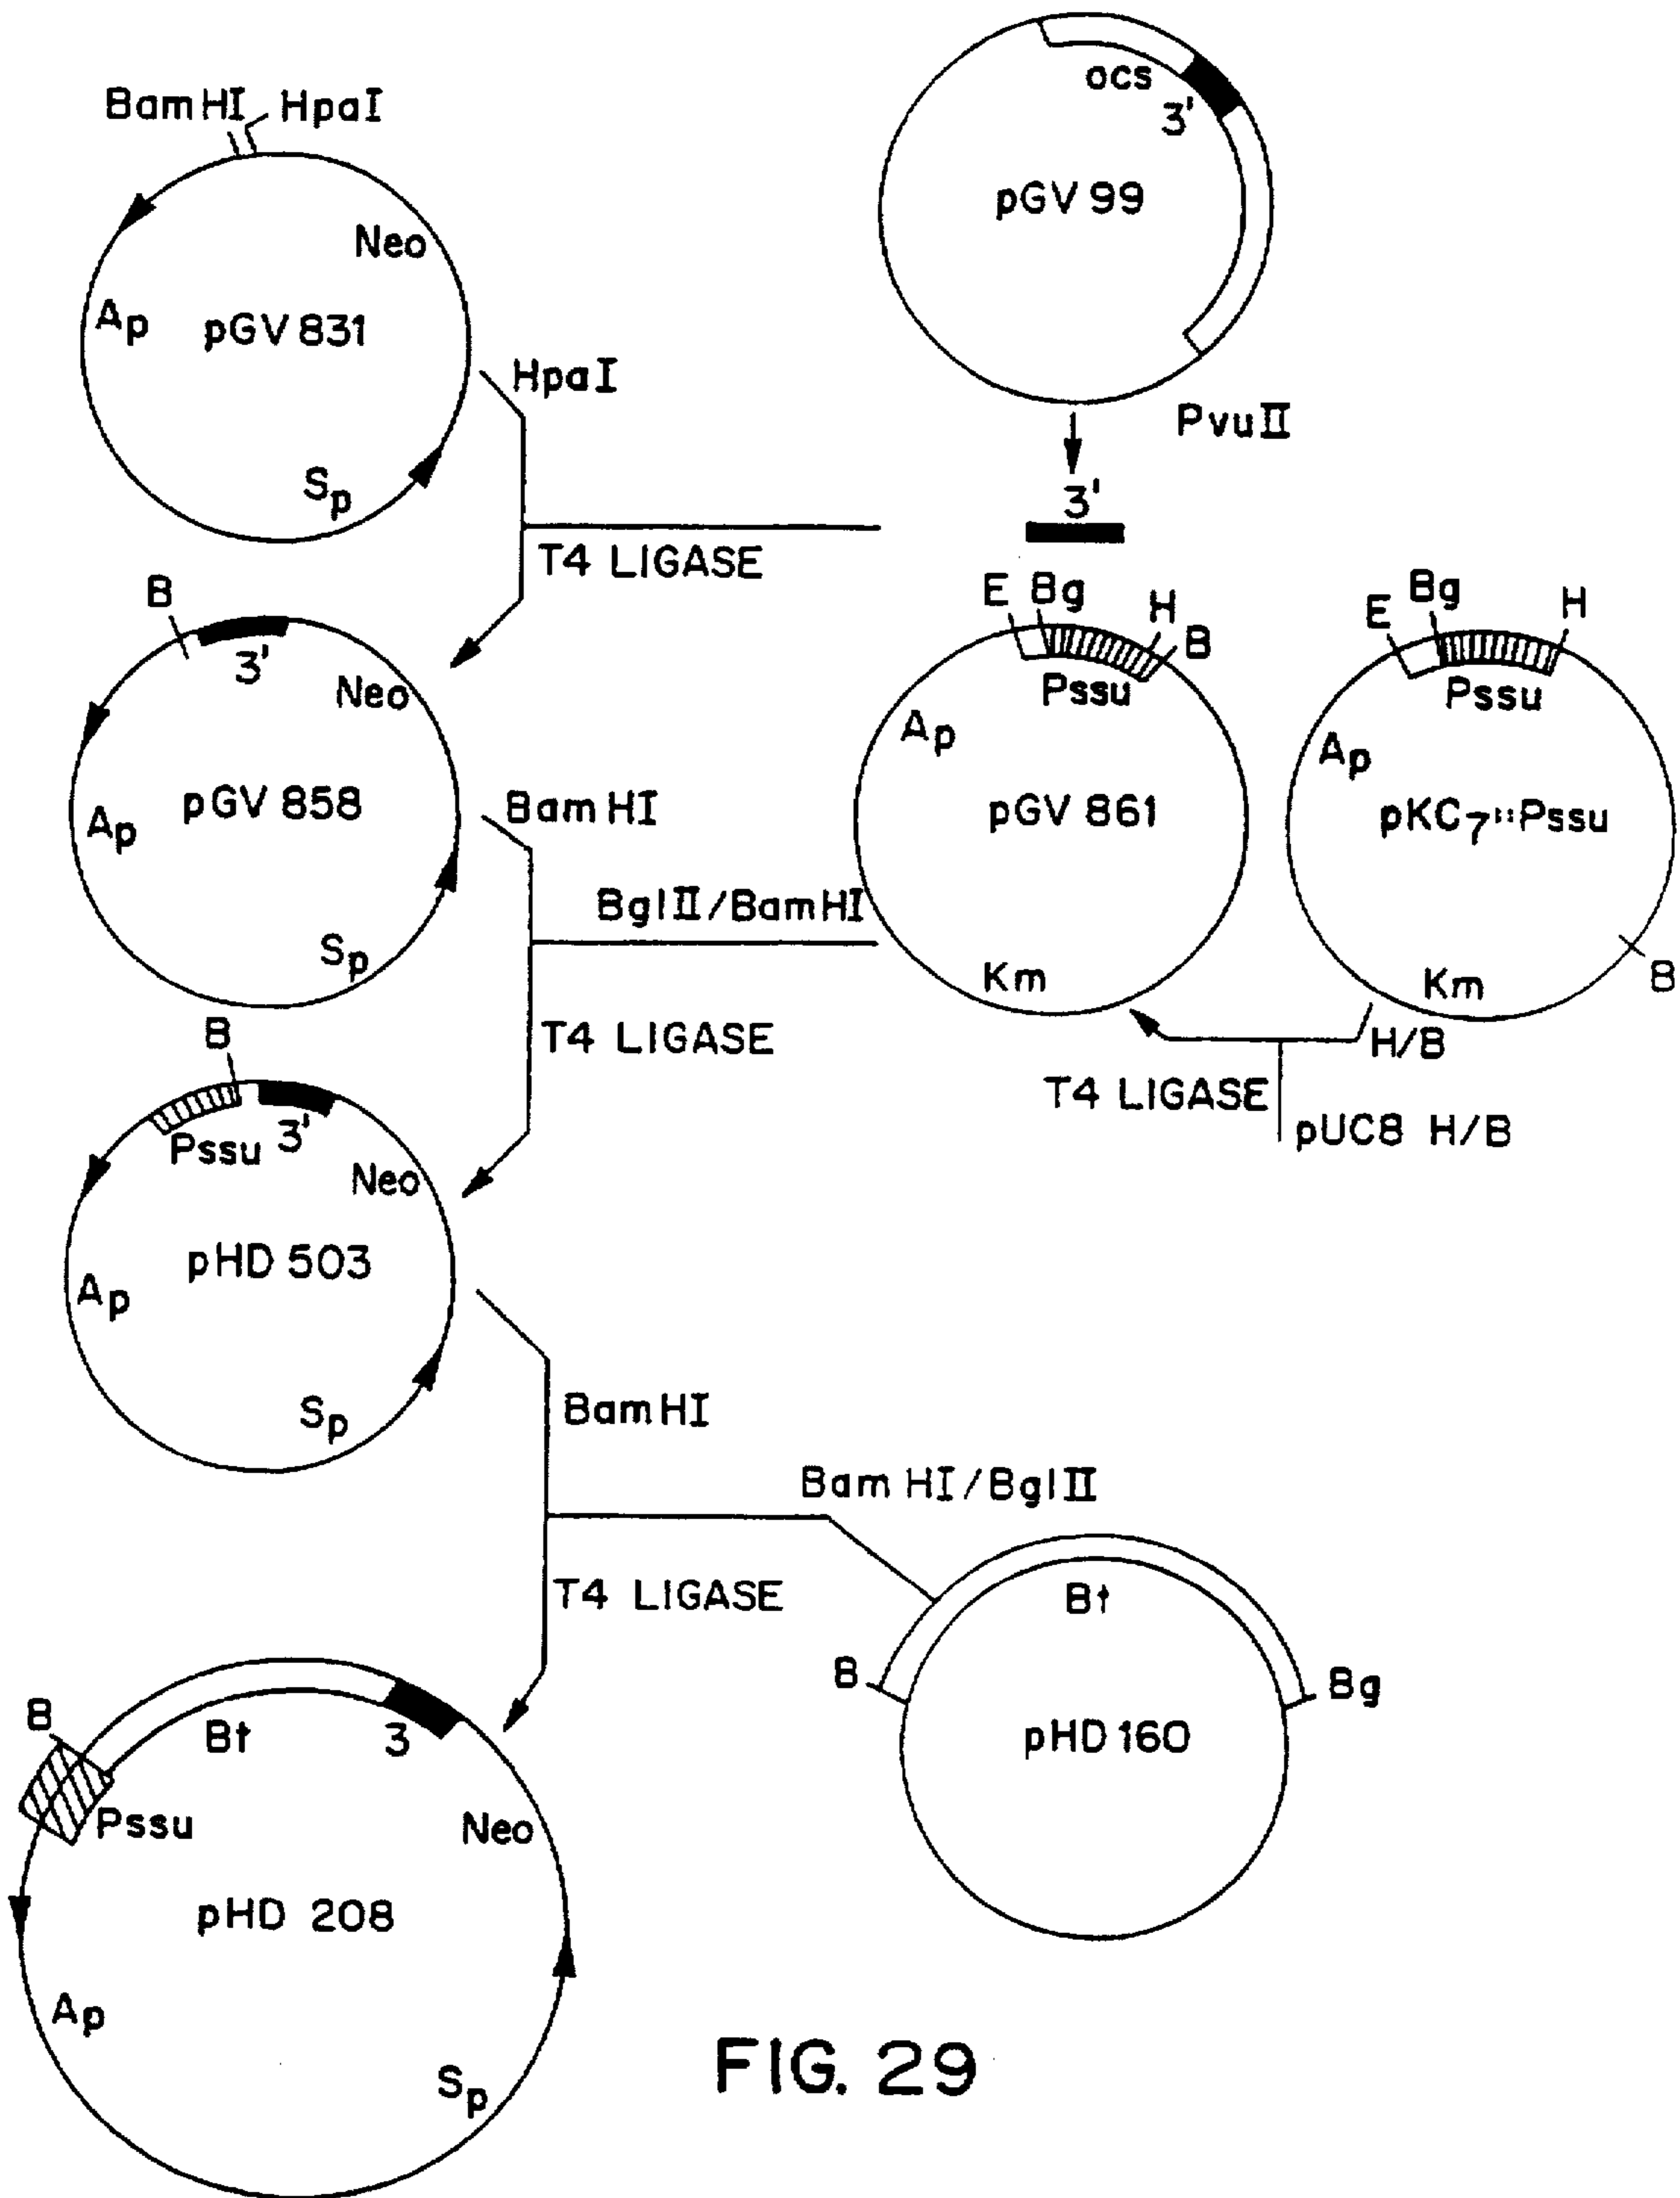 BamHI HpaI
Neo
Ap pGV 831
Sp
HpaI
T4 LIGASE
ocs
3'
pGV 99
PvuII
3'
B
3'
Neo
Ap pGV 858
Sp
BamHI
BglII/BamHI
T4 LIGASE
E Bg H
B
Pssu
Ap
pGV 861
Km
E Bg H
Pssu
Ap
pKC7::Pssu
Km
B
H/B
T4 LIGASE
pUC8 H/B
B
Pssu 3'
Neo
pHD 503
Ap
Sp
BamHI
BamHI/BglII
T4 LIGASE
Bt
B Bg
pHD 160
B
Bt 3
Pssu Neo
pHD 208
Ap
Sp
FIG. 29